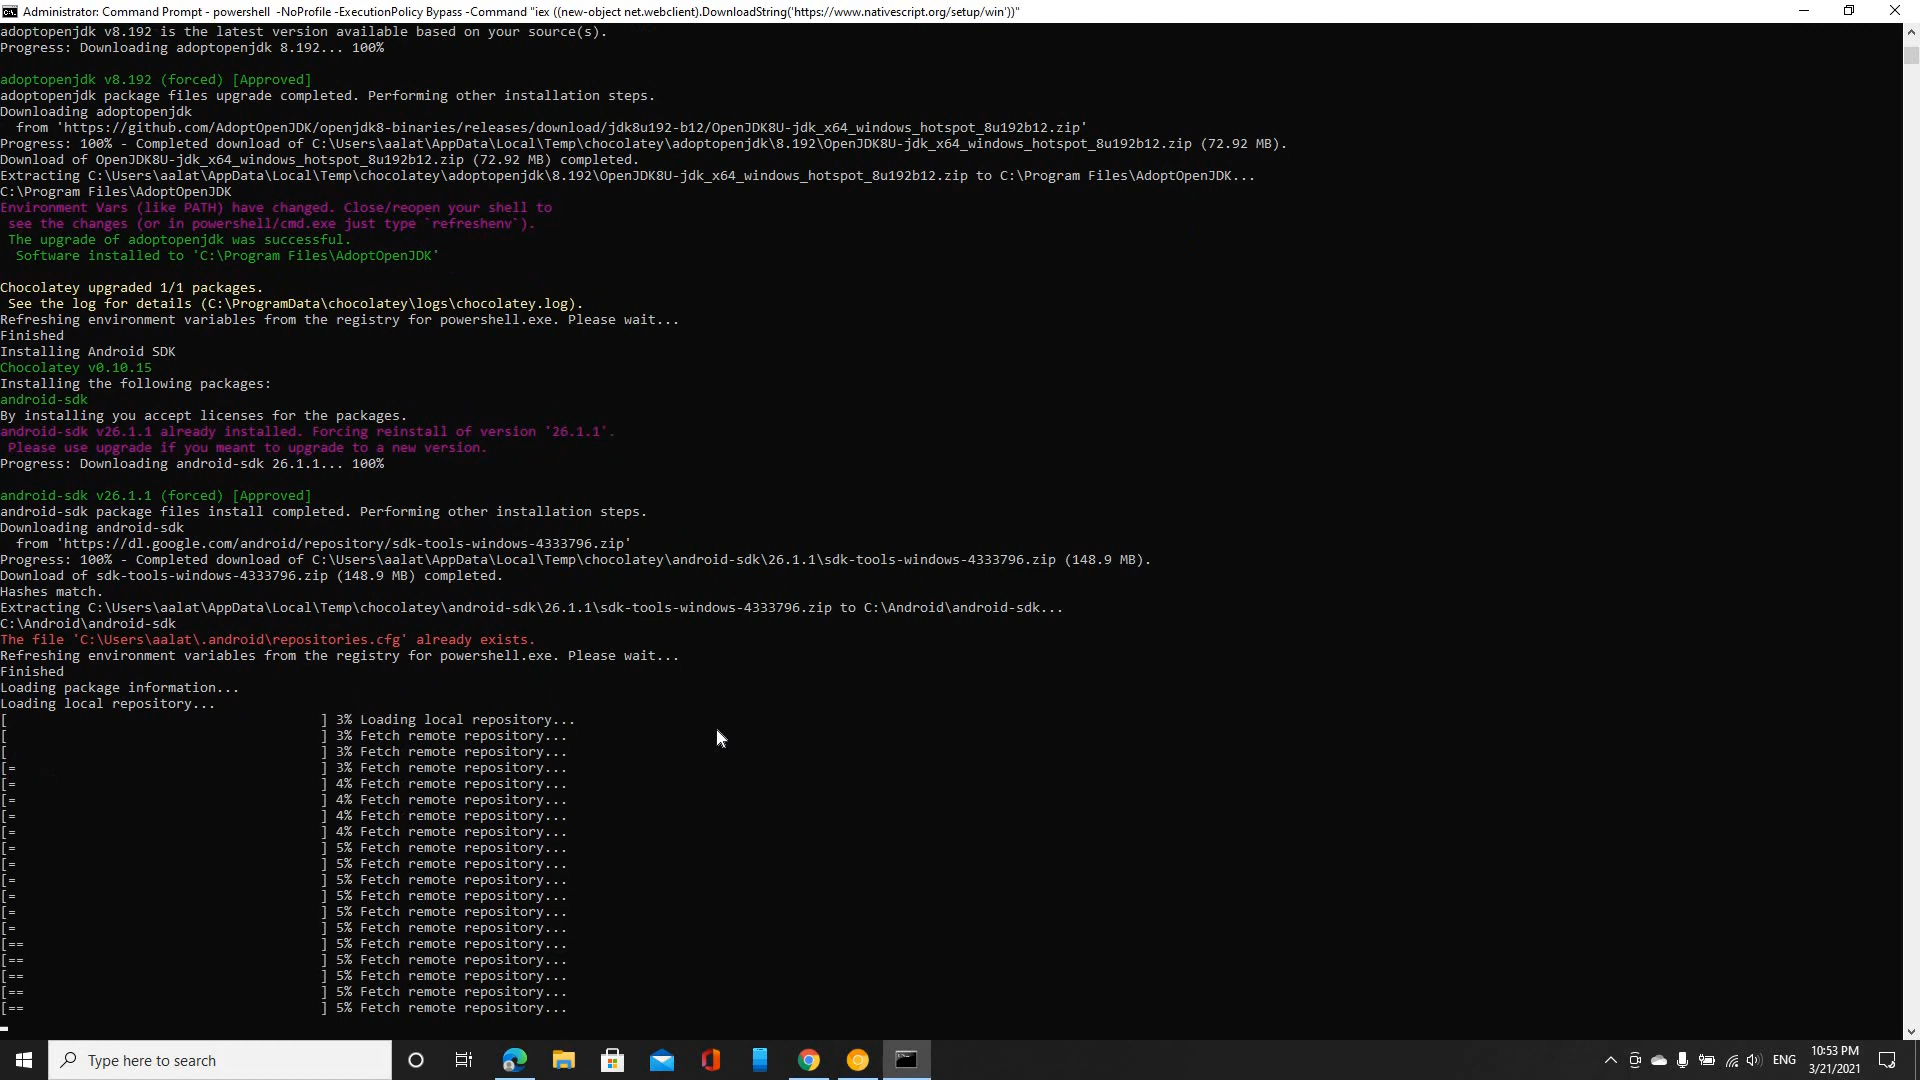 Administrator: Command Prompt - powershell  -NoProfile -ExecutionPolicy Bypass -Command "iex ((new-object net.webclient).DownloadString('https://www.nativescript.org/setup/win'))"
adoptopenjdk v8.192 is the latest version available based on your source(s).
Progress: Downloading adoptopenjdk 8.192... 100%
adoptopenjdk v8.192 (forced) [Approved]
adoptopenjdk package files upgrade completed. Performing other installation steps.
Downloading adoptopenjdk
  from 'https://github.com/AdoptOpenJDK/openjdk8-binaries/releases/download/jdk8u192-b12/OpenJDK8U-jdk_x64_windows_hotspot_8u192b12.zip'
Progress: 100% - Completed download of C:\Users\aalat\AppData\Local\Temp\chocolatey\adoptopenjdk\8.192\OpenJDK8U-jdk_x64_windows_hotspot_8u192b12.zip (72.92 MB).
Download of OpenJDK8U-jdk_x64_windows_hotspot_8u192b12.zip (72.92 MB) completed.
Extracting C:\Users\aalat\AppData\Local\Temp\chocolatey\adoptopenjdk\8.192\OpenJDK8U-jdk_x64_windows_hotspot_8u192b12.zip to C:\Program Files\AdoptOpenJDK...
C:\Program Files\AdoptOpenJDK
Environment Vars (like PATH) have changed. Close/reopen your shell to
 see the changes (or in powershell/cmd.exe just type `refreshenv`).
 The upgrade of adoptopenjdk was successful.
  Software installed to 'C:\Program Files\AdoptOpenJDK'
Chocolatey upgraded 1/1 packages.
 See the log for details (C:\ProgramData\chocolatey\logs\chocolatey.log).
Refreshing environment variables from the registry for powershell.exe. Please wait...
Finished
Installing Android SDK
Chocolatey v0.10.15
Installing the following packages:
android-sdk
By installing you accept licenses for the packages.
android-sdk v26.1.1 already installed. Forcing reinstall of version '26.1.1'.
 Please use upgrade if you meant to upgrade to a new version.
Progress: Downloading android-sdk 26.1.1... 100%
android-sdk v26.1.1 (forced) [Approved]
android-sdk package files install completed. Performing other installation steps.
Downloading android-sdk
  from 'https://dl.google.com/android/repository/sdk-tools-windows-4333796.zip'
Progress: 100% - Completed download of C:\Users\aalat\AppData\Local\Temp\chocolatey\android-sdk\26.1.1\sdk-tools-windows-4333796.zip (148.9 MB).
Download of sdk-tools-windows-4333796.zip (148.9 MB) completed.
Hashes match.
Extracting C:\Users\aalat\AppData\Local\Temp\chocolatey\android-sdk\26.1.1\sdk-tools-windows-4333796.zip to C:\Android\android-sdk...
C:\Android\android-sdk
The file 'C:\Users\aalat\.android\repositories.cfg' already exists.
Refreshing environment variables from the registry for powershell.exe. Please wait...
Finished
Loading package information...
Loading local repository...
[                                       ] 3% Loading local repository...
[                                       ] 3% Fetch remote repository...
[                                       ] 3% Fetch remote repository...
[=                                      ] 3% Fetch remote repository...
[=                                      ] 4% Fetch remote repository...
[=                                      ] 4% Fetch remote repository...
[=                                      ] 4% Fetch remote repository...
[=                                      ] 4% Fetch remote repository...
[=                                      ] 5% Fetch remote repository...
[=                                      ] 5% Fetch remote repository...
[=                                      ] 5% Fetch remote repository...
[=                                      ] 5% Fetch remote repository...
[=                                      ] 5% Fetch remote repository...
[=                                      ] 5% Fetch remote repository...
[==                                     ] 5% Fetch remote repository...
[==                                     ] 5% Fetch remote repository...
[==                                     ] 5% Fetch remote repository...
[==                                     ] 5% Fetch remote repository...
[==                                     ] 5% Fetch remote repository...
Type here to search
ENG
10:53 PM
3/21/2021